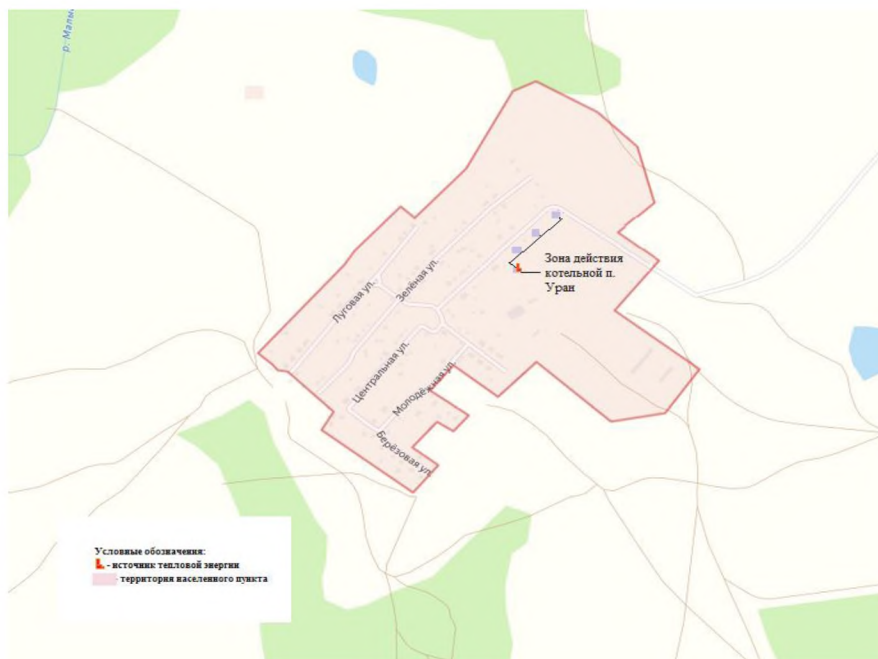 р. Малы
Зона действия
котельной п.
Уран
Луговая ул.
Зелёная ул.
Центральная ул.
Молодёжная ул.
Берёзовая ул.
Условные обозначения:
- источник тепловой энергии
- территория населенного пункта